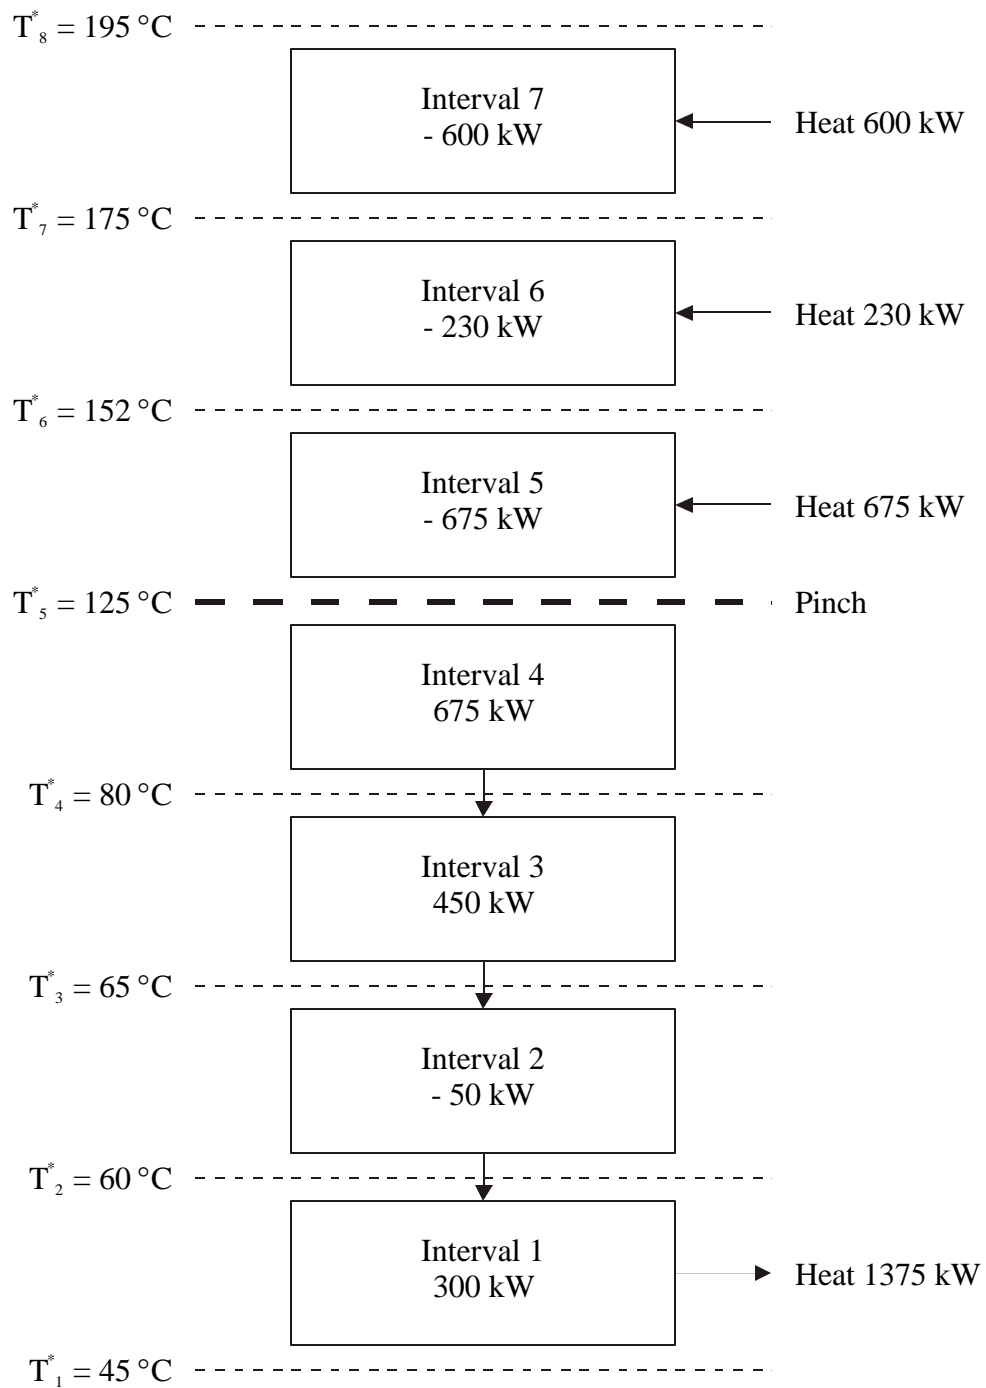 T*8 = 195 °C
Interval 7
- 600 kW
Heat 600 kW
T*7 = 175 °C
Interval 6
- 230 kW
Heat 230 kW
T*6 = 152 °C
Interval 5
- 675 kW
Heat 675 kW
T*5 = 125 °C
Pinch
Interval 4
675 kW
T*4 = 80 °C
Interval 3
450 kW
T*3 = 65 °C
Interval 2
- 50 kW
T*2 = 60 °C
Interval 1
300 kW
Heat 1375 kW
T*1 = 45 °C